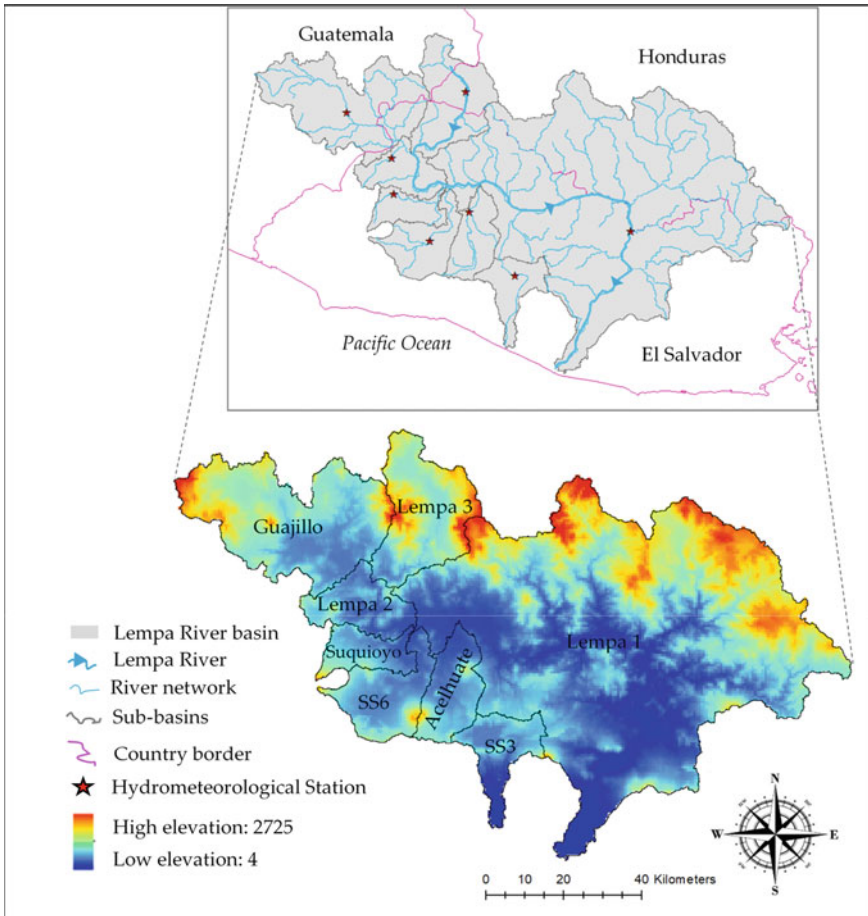 Guatemala
Honduras
Pacific Ocean
El Salvador
Lempa 3
Guajillo
Lempa 2
Lempa 1
Suquioyo
Acelhuate
SS6
SS3
Lempa River basin
Lempa River
River network
Sub-basins
Country border
Hydrometeorological Station
High elevation: 2725
Low elevation: 4
N
W
E
S
0 5 10 20 30 40 Kilometers